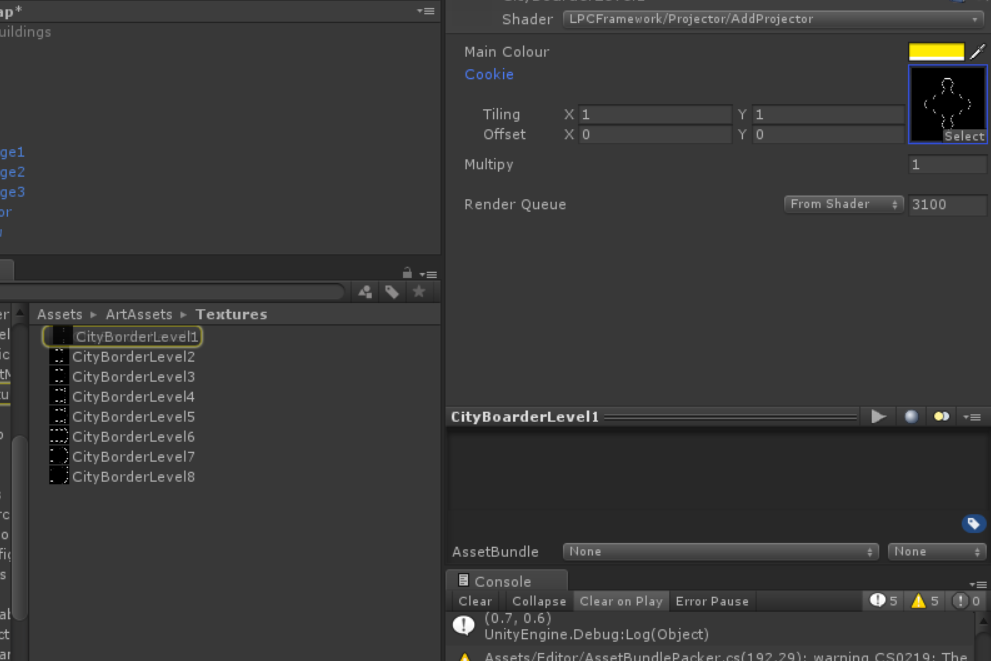 ap*
uildings
ge1
ge2
ge3
or
Shader LPCFramework/Projector/AddProjector
Main Colour
Cookie
Tiling X 1 Y 1
Offset X 0 Y 0
Select
Multipy 1
Render Queue From Shader 3100
Assets ▸ ArtAssets ▸ Textures
CityBorderLevel1
CityBorderLevel2
CityBorderLevel3
CityBorderLevel4
CityBorderLevel5
CityBorderLevel6
CityBorderLevel7
CityBorderLevel8
CityBoarderLevel1
AssetBundle None None
Console
Clear Collapse Clear on Play Error Pause 5 5 0
(0.7, 0.6)
UnityEngine.Debug:Log(Object)
Assets/Editor/AssetBundlePacker.cs(192,29): warning CS0219: The